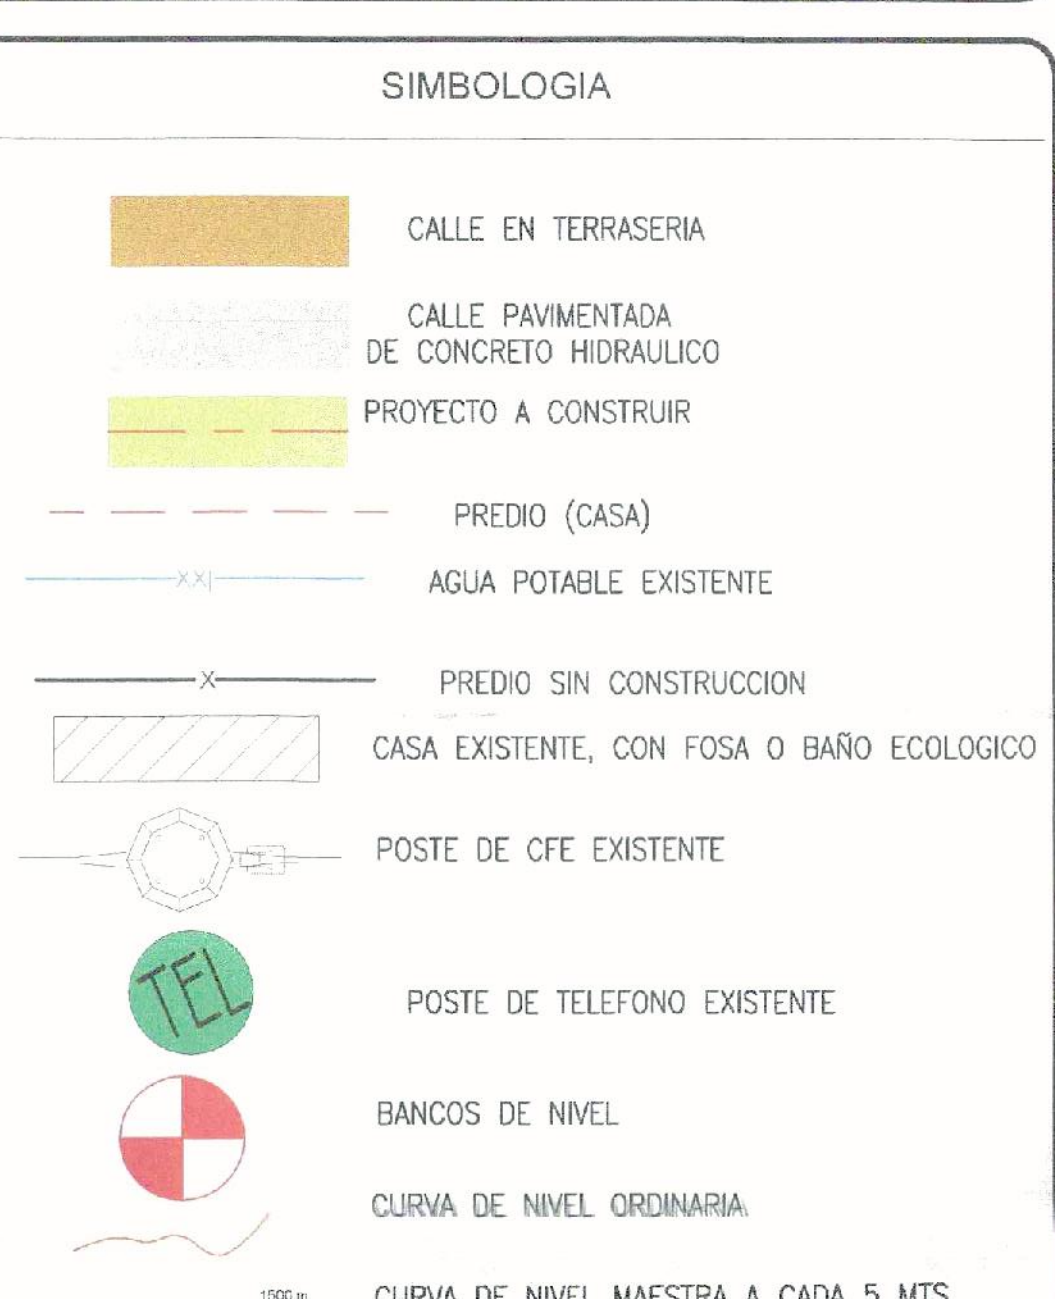 SIMBOLOGIA
CALLE EN TERRASERIA
CALLE PAVIMENTADA
DE CONCRETO HIDRAULICO
PROYECTO A CONSTRUIR
PREDIO (CASA)
XX|
AGUA POTABLE EXISTENTE
X
PREDIO SIN CONSTRUCCION
CASA EXISTENTE, CON FOSA O BAÑO ECOLOGICO
POSTE DE CFE EXISTENTE
TEL
POSTE DE TELEFONO EXISTENTE
BANCOS DE NIVEL
CURVA DE NIVEL ORDINARIA
1500 m
CURVA DE NIVEL MAESTRA A CADA 5 MTS